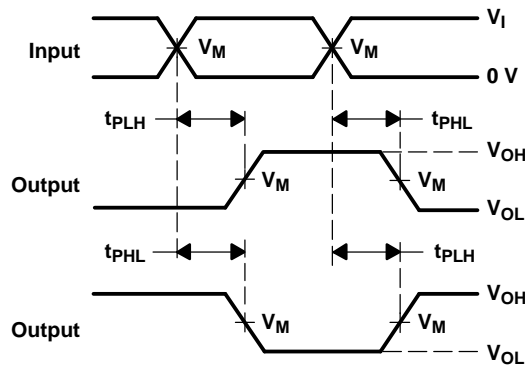 V_I
Input V_M V_M
0 V
t_PLH t_PHL
V_OH
Output V_M V_M
V_OL
t_PHL t_PLH
V_OH
Output V_M V_M
V_OL